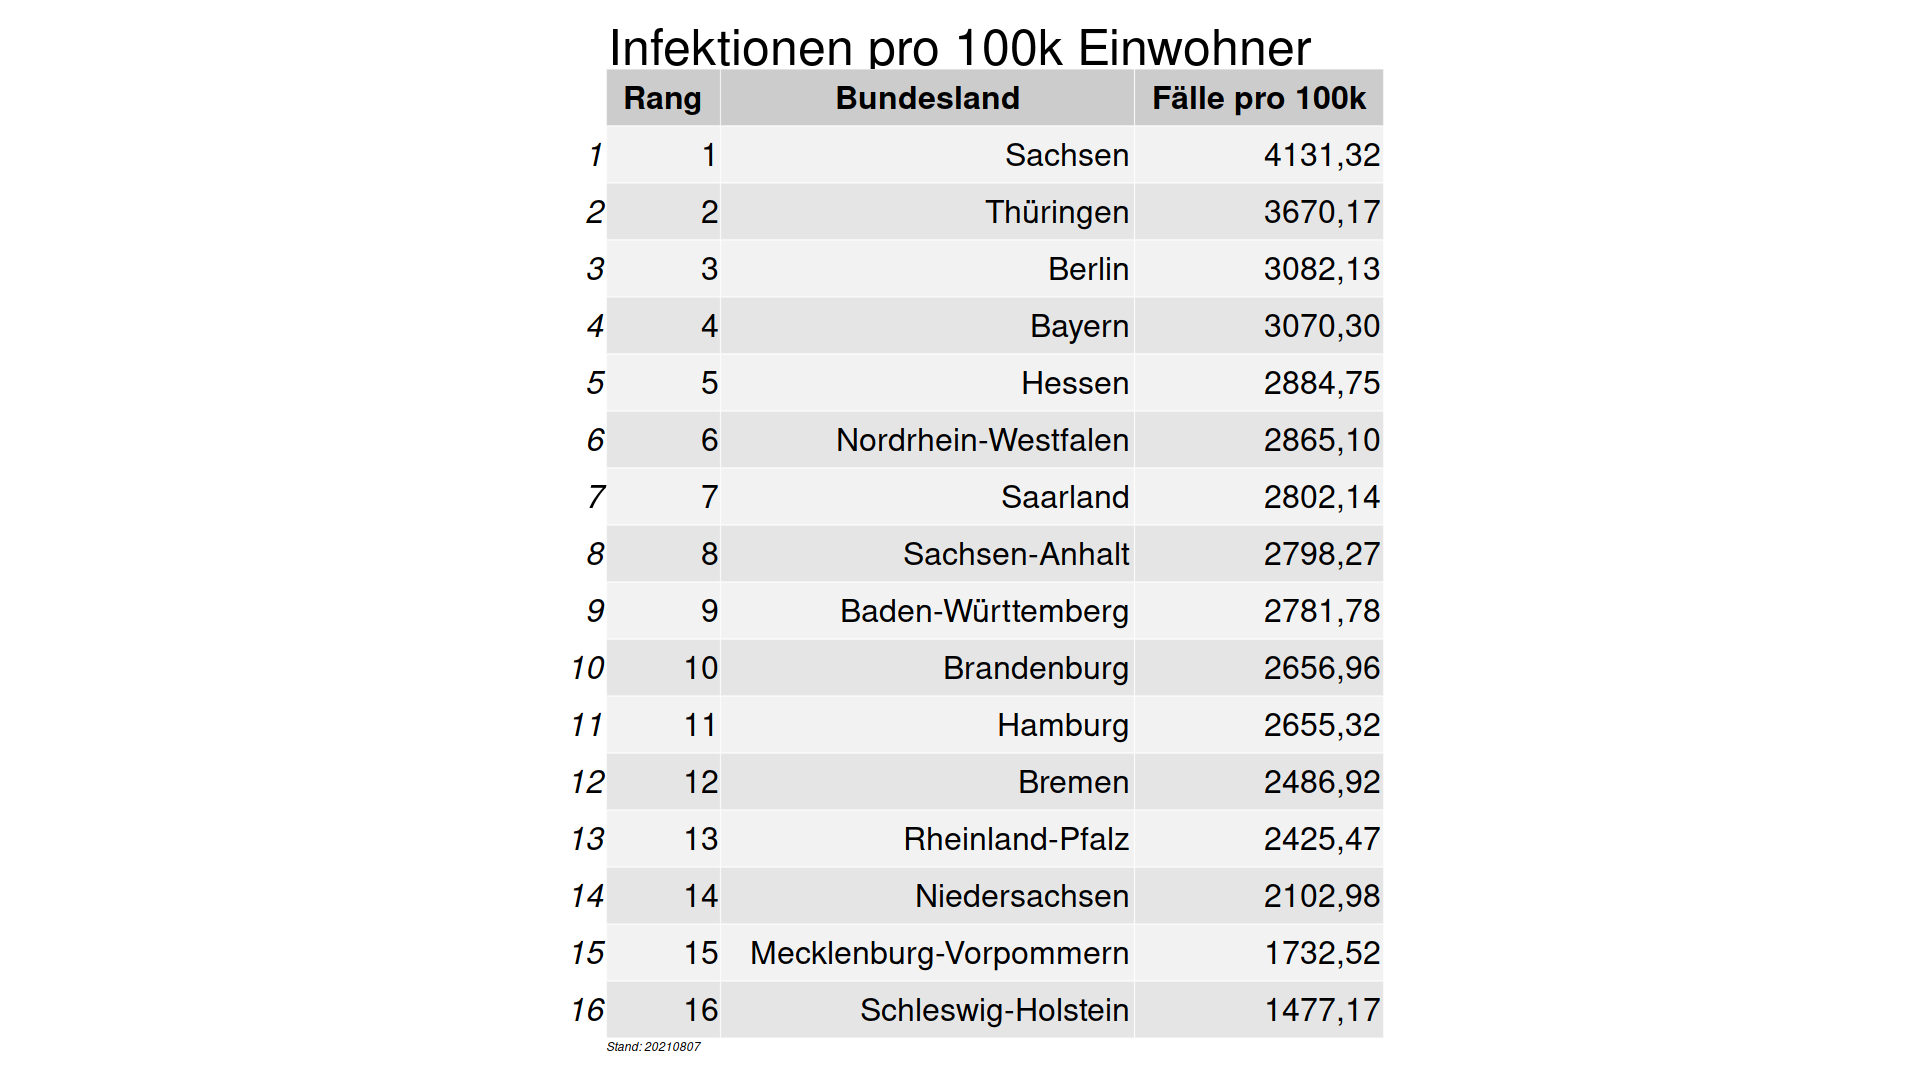 Infektionen pro 100k Einwohner
Rang Bundesland Fälle pro 100k
1 1 Sachsen 4131,32
2 2 Thüringen 3670,17
3 3 Berlin 3082,13
4 4 Bayern 3070,30
5 5 Hessen 2884,75
6 6 Nordrhein-Westfalen 2865,10
7 7 Saarland 2802,14
8 8 Sachsen-Anhalt 2798,27
9 9 Baden-Württemberg 2781,78
10 10 Brandenburg 2656,96
11 11 Hamburg 2655,32
12 12 Bremen 2486,92
13 13 Rheinland-Pfalz 2425,47
14 14 Niedersachsen 2102,98
15 15 Mecklenburg-Vorpommern 1732,52
16 16 Schleswig-Holstein 1477,17
Stand: 20210807